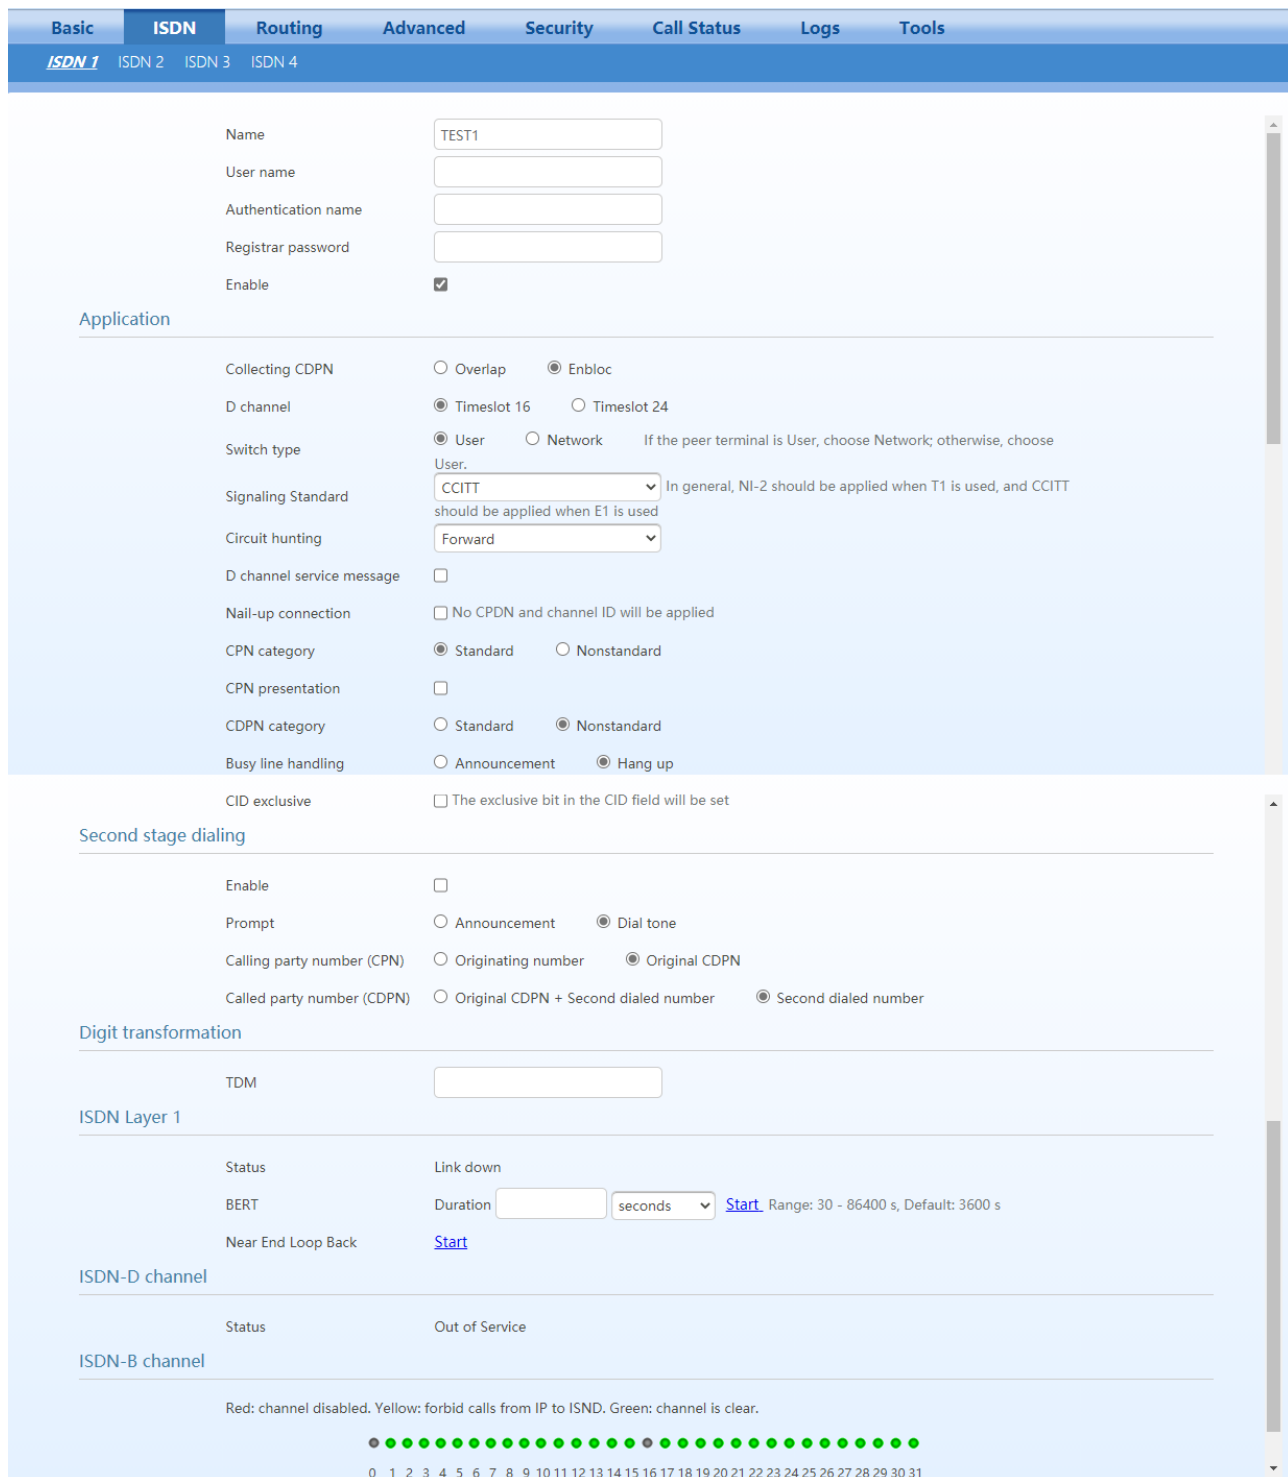 Basic ISDN Routing Advanced Security Call Status Logs Tools
ISDN 1 ISDN 2 ISDN 3 ISDN 4
Name TEST1
User name
Authentication name
Registrar password
Enable
Application
Collecting CDPN Overlap Enbloc
D channel Timeslot 16 Timeslot 24
Switch type User Network If the peer terminal is User, choose Network; otherwise, choose
User.
Signaling Standard CCITT In general, NI-2 should be applied when T1 is used, and CCITT
should be applied when E1 is used
Circuit hunting Forward
D channel service message
Nail-up connection No CPDN and channel ID will be applied
CPN category Standard Nonstandard
CPN presentation
CDPN category Standard Nonstandard
Busy line handling Announcement Hang up
CID exclusive The exclusive bit in the CID field will be set
Second stage dialing
Enable
Prompt Announcement Dial tone
Calling party number (CPN) Originating number Original CDPN
Called party number (CDPN) Original CDPN + Second dialed number Second dialed number
Digit transformation
TDM
ISDN Layer 1
Status Link down
BERT Duration seconds Start Range: 30 - 86400 s, Default: 3600 s
Near End Loop Back Start
ISDN-D channel
Status Out of Service
ISDN-B channel
Red: channel disabled. Yellow: forbid calls from IP to ISND. Green: channel is clear.
0 1 2 3 4 5 6 7 8 9 10 11 12 13 14 15 16 17 18 19 20 21 22 23 24 25 26 27 28 29 30 31